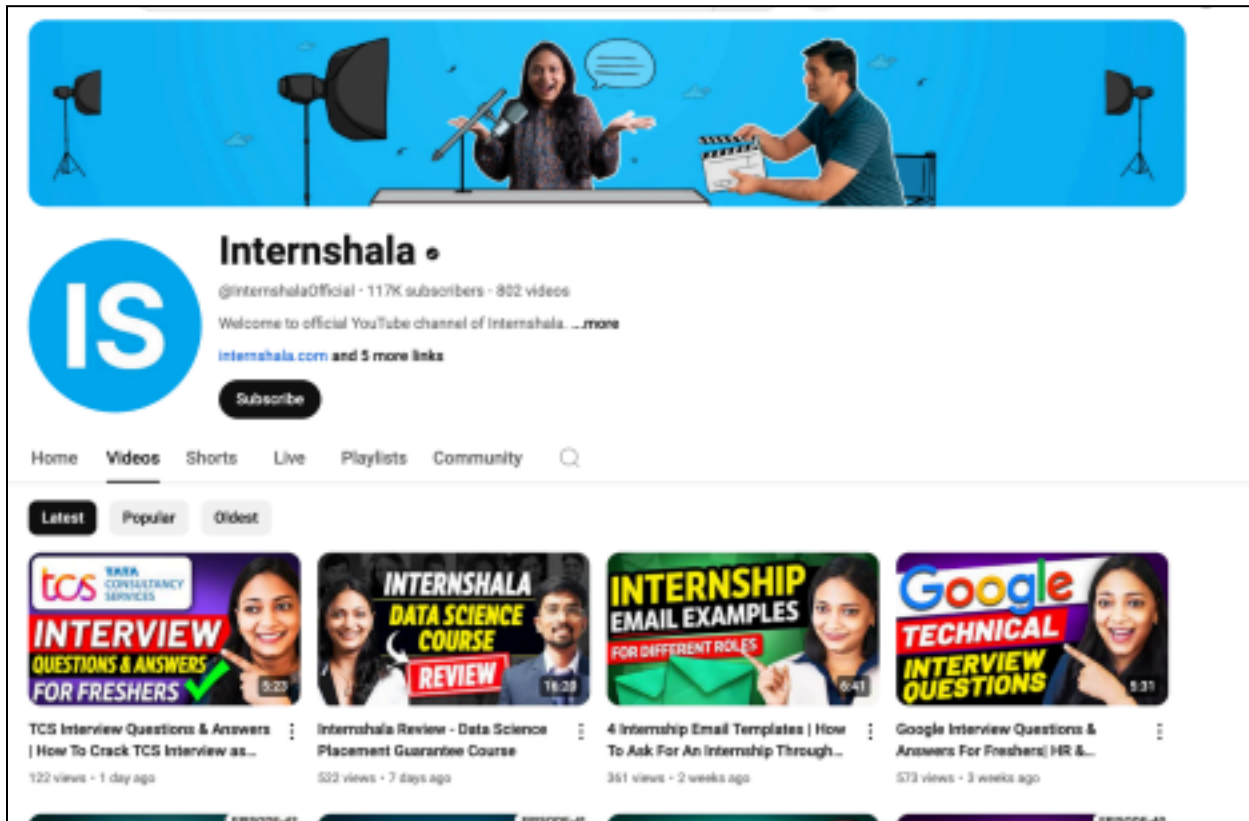 Internshala
IS
@InternshalaOfficial · 117K subscribers · 802 videos
Welcome to official YouTube channel of Internshala. ...more
internshala.com and 5 more links
Subscribe
Home Videos Shorts Live Playlists Community
Latest Popular Oldest
tcs TATA
CONSULTANCY
SERVICES
INTERVIEW
QUESTIONS & ANSWERS
FOR FRESHERS
5:23
INTERNSHALA
DATA SCIENCE
COURSE
REVIEW
16:28
INTERNSHIP
EMAIL EXAMPLES
FOR DIFFERENT ROLES
6:41
Google
TECHNICAL
INTERVIEW
QUESTIONS
5:31
TCS Interview Questions & Answers
| How To Crack TCS Interview as...
122 views · 1 day ago
Internshala Review - Data Science
Placement Guarantee Course
522 views · 7 days ago
4 Internship Email Templates | How
To Ask For An Internship Through...
361 views · 2 weeks ago
Google Interview Questions &
Answers For Freshers| HR &...
573 views · 3 weeks ago